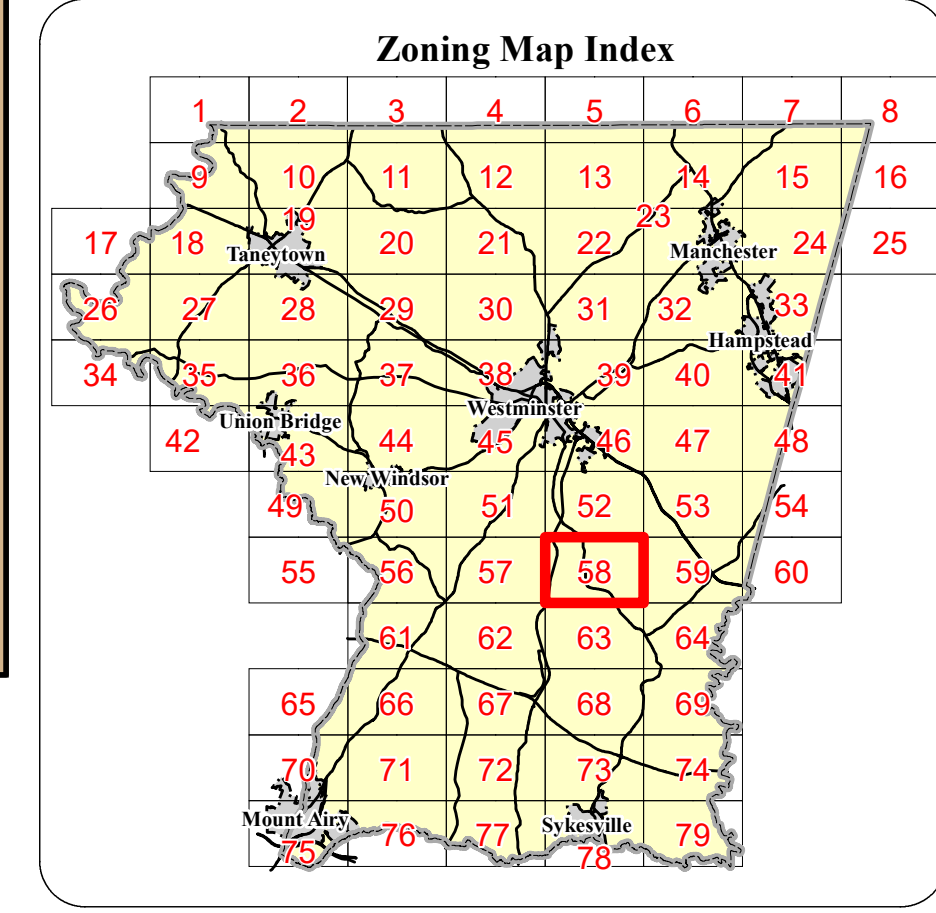 Zoning Map Index
1 2 3 4 5 6 7 8
9 10 11 12 13 14 15 16
17 18 19 20 21 22 23 24 25
Taneytown
Manchester
26 27 28 29 30 31 32 33
Hampstead
34 35 36 37 38 39 40 41
Westminster
Union Bridge
42 43 44 45 46 47 48
New Windsor
49 50 51 52 53 54
55 56 57 58 59 60
61 62 63 64
65 66 67 68 69
70 71 72 73 74
Mount Airy
Sykesville
75 76 77 78 79